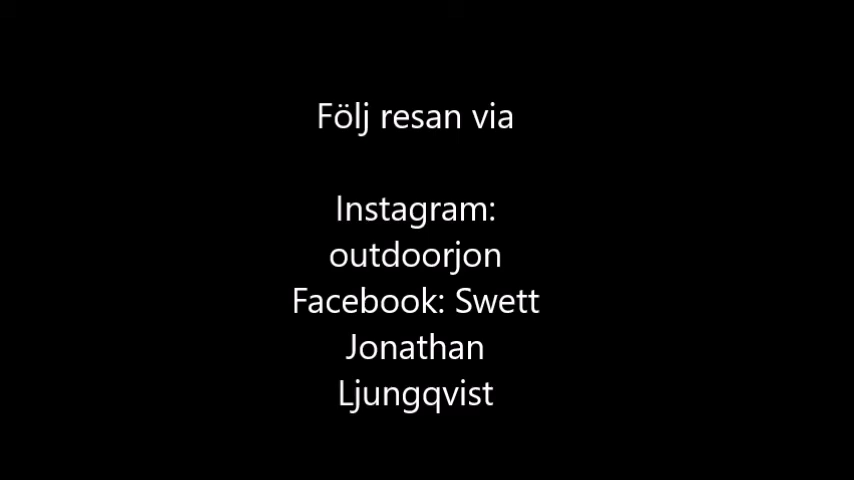 Följ resan via
Instagram:
outdoorjon
Facebook: Swett
Jonathan
Ljungqvist